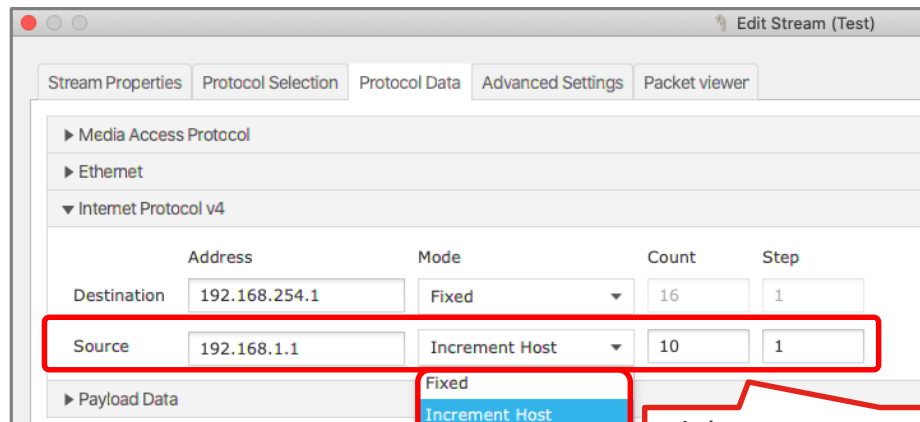 Edit Stream (Test)
Stream Properties Protocol Selection Protocol Data Advanced Settings Packet viewer
Media Access Protocol
Ethernet
Internet Protocol v4
Address Mode Count Step
Destination 192.168.254.1 Fixed 16 1
Source 192.168.1.1 Increment Host 10 1
Fixed
Payload Data
Increment Host